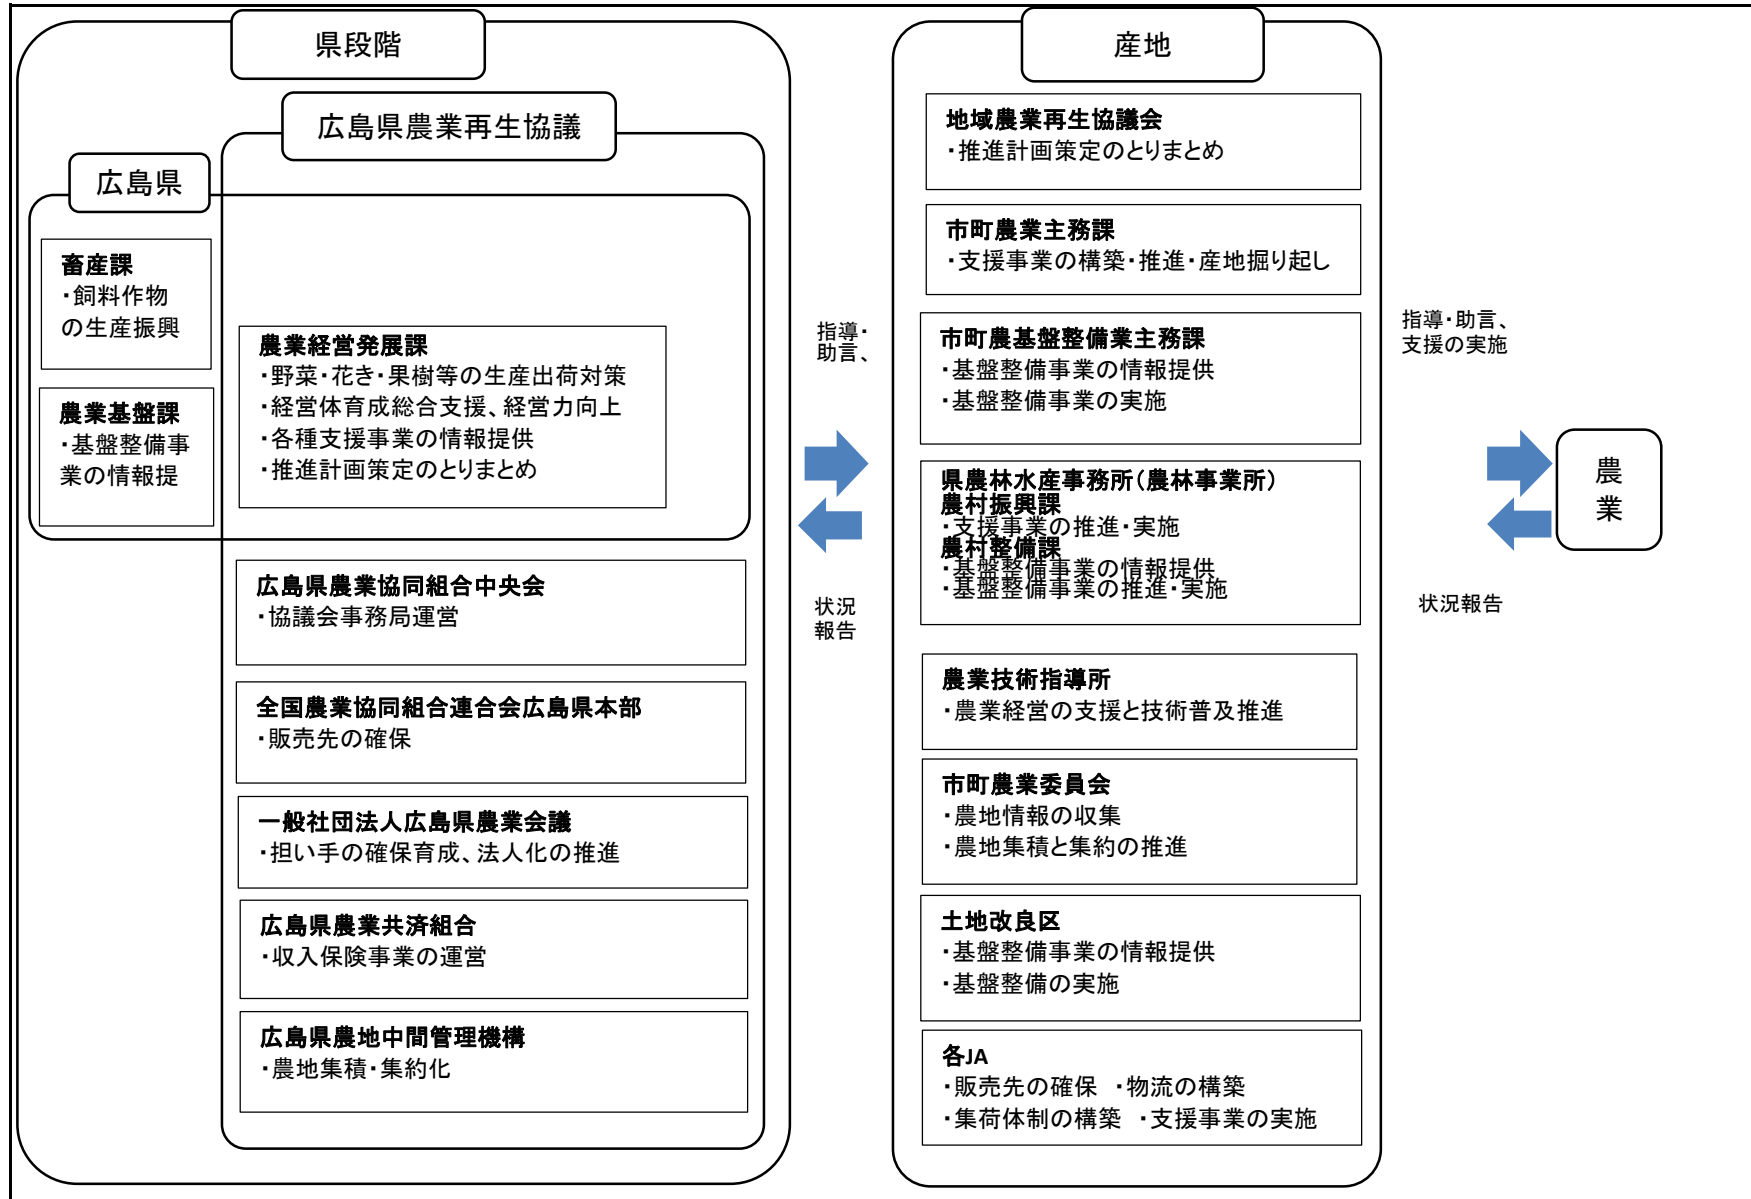 県段階
広島県農業再生協議
広島県
畜産課
・飼料作物
の生産振興
農業基盤課
・基盤整備事
業の情報提
農業経営発展課
・野菜・花き・果樹等の生産出荷対策
・経営体育成総合支援、経営力向上
・各種支援事業の情報提供
・推進計画策定のとりまとめ
広島県農業協同組合中央会
・協議会事務局運営
全国農業協同組合連合会広島県本部
・販売先の確保
一般社団法人広島県農業会議
・担い手の確保育成、法人化の推進
広島県農業共済組合
・収入保険事業の運営
広島県農地中間管理機構
・農地集積・集約化
指導・
助言、
状況
報告
産地
地域農業再生協議会
・推進計画策定のとりまとめ
市町農業主務課
・支援事業の構築・推進・産地掘り起し
市町農基盤整備業主務課
・基盤整備事業の情報提供
・基盤整備事業の実施
県農林水産事務所（農林事業所）
農村振興課
・支援事業の推進・実施
農村整備課
・基盤整備事業の情報提供
・基盤整備事業の推進・実施
農業技術指導所
・農業経営の支援と技術普及推進
市町農業委員会
・農地情報の収集
・農地集積と集約の推進
土地改良区
・基盤整備事業の情報提供
・基盤整備の実施
各JA
・販売先の確保 ・物流の構築
・集荷体制の構築 ・支援事業の実施
指導・助言、
支援の実施
状況報告
農
業